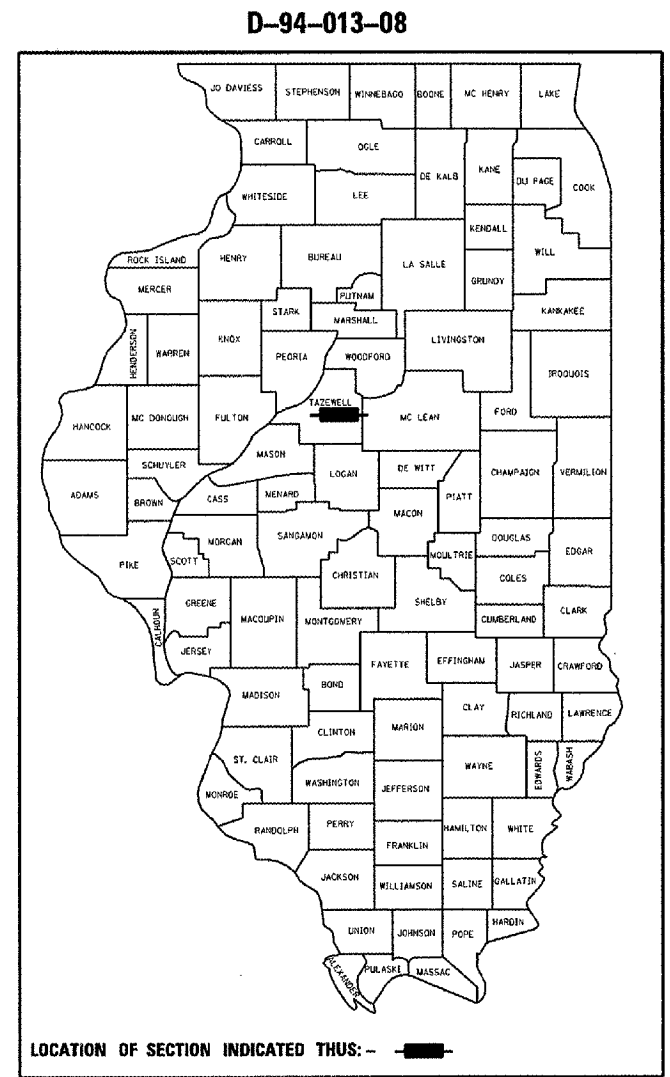 D-94-013-08
JO DAVIESS STEPHENSON WINNEBAGO BOONE MC HENRY LAKE
CARROLL OGLE
DE KALB KANE DU PAGE COOK
WHITESIDE LEE
KENDALL
WILL
ROCK ISLAND HENRY BUREAU LA SALLE
GRUNDY
MERCER PUTNAM
KANKAKEE
STARK MARSHALL
HENDERSON WARREN KNOX PEORIA WOODFORD LIVINGSTON
IROQUOIS
TAZEWELL
HANCOCK MC DONOUGH FULTON MC LEAN FORD
MASON
SCHUYLER LOGAN DE WITT
CHAMPAIGN VERMILION
ADAMS BROWN CASS MENARD PIATT
MACON
MORGAN SANGAMON DOUGLAS
PIKE SCOTT MOULTRIE EDGAR
CHRISTIAN COLES
GREENE SHELBY
CALHOUN MACOUPIN MONTGOMERY CUMBERLAND CLARK
JERSEY
FAYETTE EFFINGHAM JASPER CRAWFORD
MADISON BOND
CLAY RICHLAND LAWRENCE
CLINTON MARION
ST. CLAIR WAYNE EDWARDS WABASH
WASHINGTON JEFFERSON
MONROE
RANDOLPH PERRY HAMILTON WHITE
FRANKLIN
JACKSON WILLIAMSON SALINE GALLATIN
UNION JOHNSON POPE HARDIN
ALEXANDER PULASKI MASSAC
LOCATION OF SECTION INDICATED THUS: -